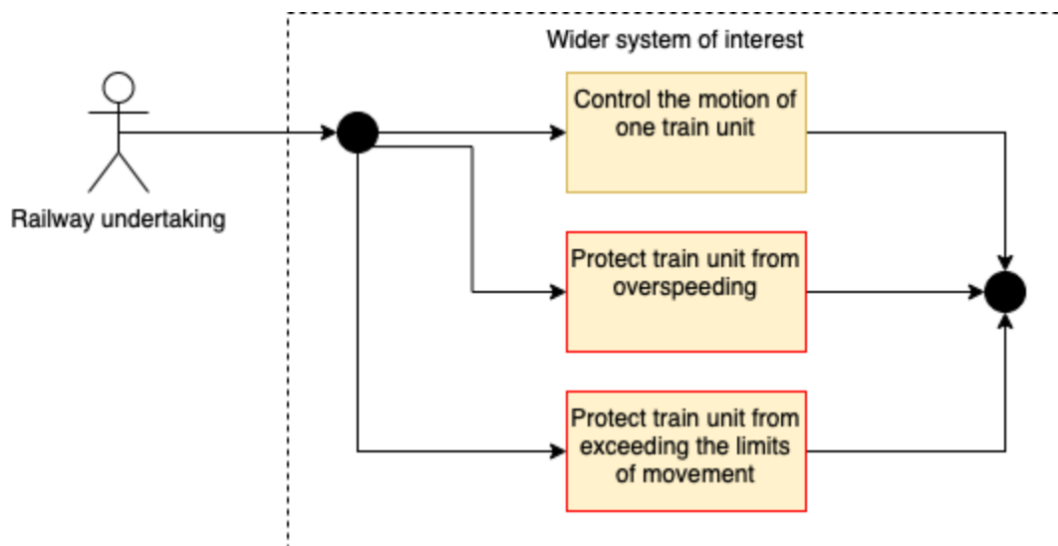 Wider system of interest
Control the motion of
one train unit
Railway undertaking
Protect train unit from
overspeeding
Protect train unit from
exceeding the limits
of movement